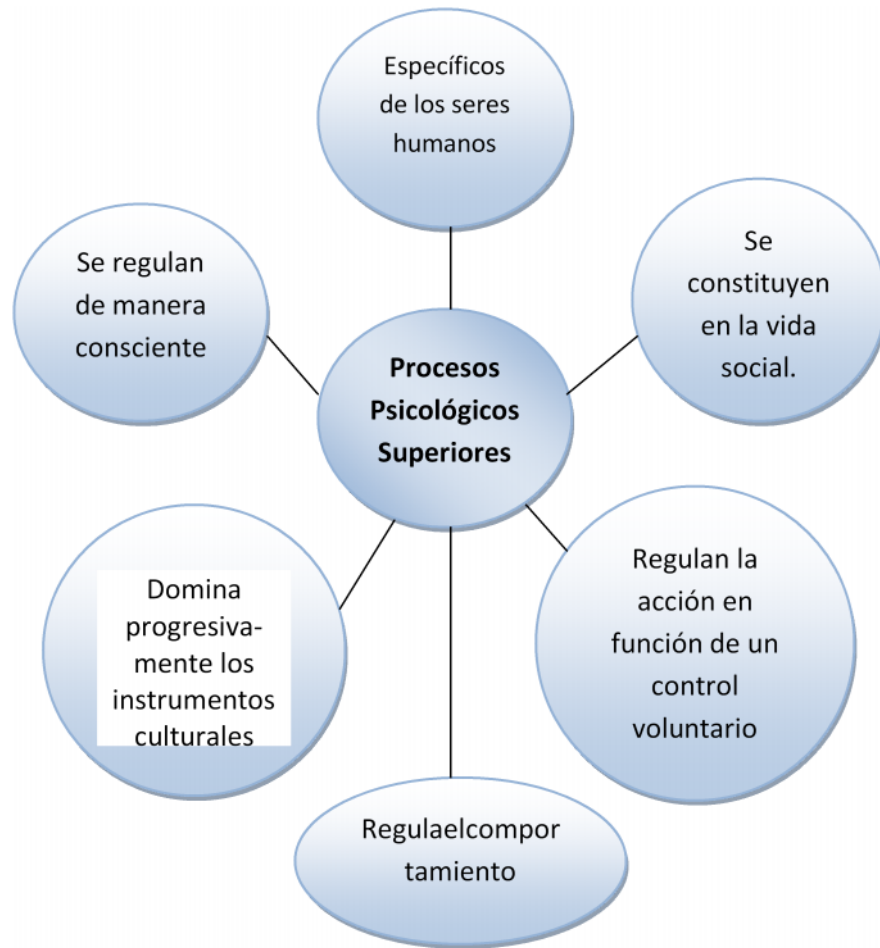 Específicos
de los seres
humanos
Se regulan
de manera
consciente
Se
constituyen
en la vida
social.
Procesos
Psicológicos
Superiores
Domina
progresiva-
mente los
instrumentos
culturales
Regulan la
acción en
función de un
control
voluntario
Regulaelcompor
tamiento